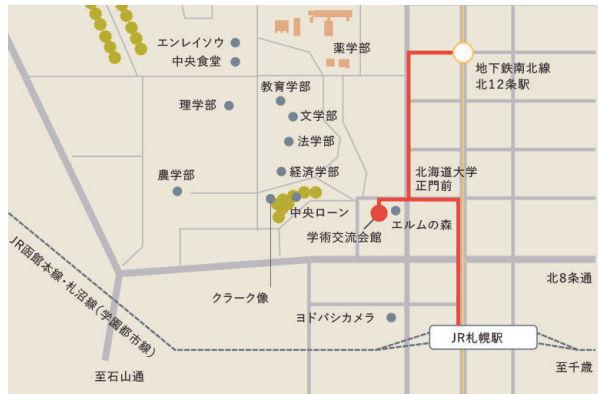 エンレイソウ
中央食堂
薬学部
地下鉄南北線
北12条駅
教育学部
理学部
文学部
法学部
北海道大学
正門前
農学部
経済学部
中央ローン
エルムの森
学術交流会館
JR函館本線・札沼線(学園都市線)
北8条通
クラーク像
ヨドバシカメラ
JR札幌駅
至石山通
至千歳